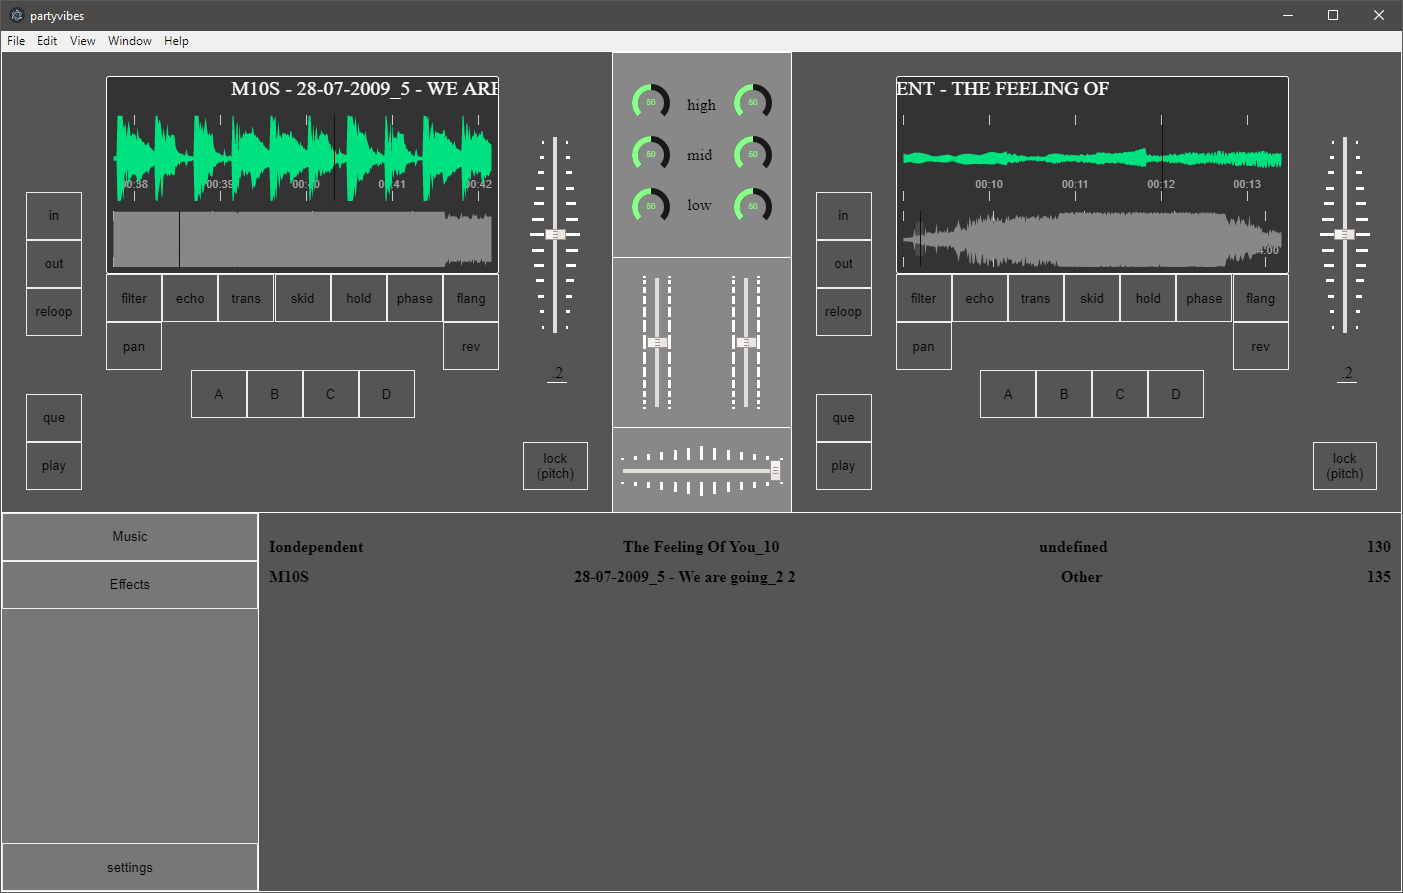 partyvibes
File Edit View Window Help
M10S - 28-07-2009_5 - WE ARE
00:38 00:39 00:40 00:41 00:42
in
out
reloop
filter echo trans skid hold phase flang
pan rev
.2
A B C D
que
play
lock
(pitch)
50 high 50
50 mid 50
50 low 50
ENT - THE FEELING OF
00:10 00:11 00:12 00:13
:00
in
out
reloop
filter echo trans skid hold phase flang
pan rev
.2
A B C D
que
play
lock
(pitch)
Music
Effects
settings
Iondependent The Feeling Of You_10 undefined 130
M10S 28-07-2009_5 - We are going_2 2 Other 135